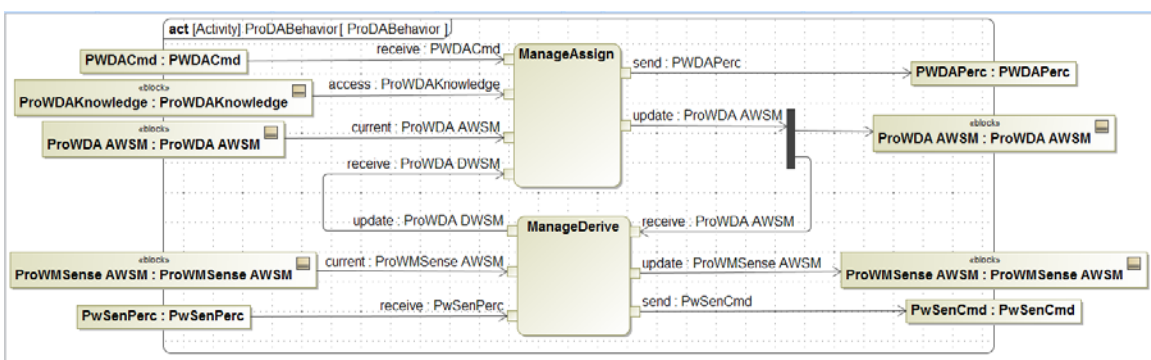 act [Activity] ProDABehavior[ ProDABehavior ]
PWDACmd : PWDACmd
receive : PWDACmd
ManageAssign
send : PWDAPerc
PWDAPerc : PWDAPerc
«block»
ProWDAKnowledge : ProWDAKnowledge
access : ProWDAKnowledge
«block»
ProWDA AWSM : ProWDA AWSM
current : ProWDA AWSM
update : ProWDA AWSM
«block»
ProWDA AWSM : ProWDA AWSM
receive : ProWDA DWSM
update : ProWDA DWSM
ManageDerive
receive : ProWDA AWSM
«block»
ProWMSense AWSM : ProWMSense AWSM
current : ProWMSense AWSM
update : ProWMSense AWSM
«block»
ProWMSense AWSM : ProWMSense AWSM
PwSenPerc : PwSenPerc
receive : PwSenPerc
send : PwSenCmd
PwSenCmd : PwSenCmd